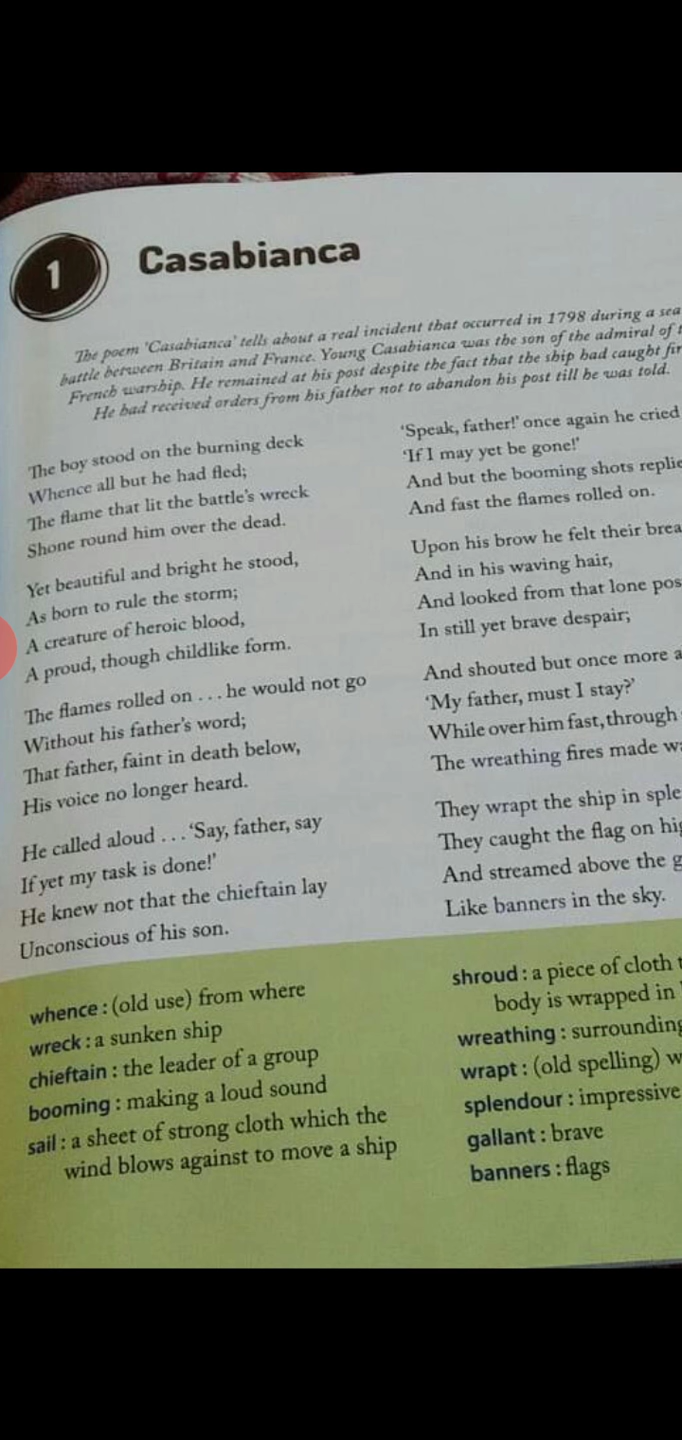 1
Casabianca
The poem 'Casabianca' tells about a real incident that occurred in 1798 during a sea
battle between Britain and France. Young Casabianca was the son of the admiral of
French warship. He remained at his post despite the fact that the ship had caught
He had received orders from his father not to abandon his post till he was told.
The boy stood on the burning deck
Whence all but he had fled;
The flame that lit the battle's wreck
Shone round him over the dead.
Yet beautiful and bright he stood,
As born to rule the storm;
A creature of heroic blood,
A proud, though childlike form.
The flames rolled on . . . he would not go
Without his father's word;
That father, faint in death below,
His voice no longer heard.
He called aloud . . . 'Say, father, say
If yet my task is done!'
He knew not that the chieftain lay
Unconscious of his son.
'Speak, father!' once again he cried
'If I may yet be gone!'
And but the booming shots
And fast the flames rolled on.
Upon his brow he felt their
And in his waving hair,
And looked from that lone
In still yet brave despair;
And shouted but once more
'My father, must I stay?'
While over him fast, through
The wreathing fires made
They wrapt the ship in
They caught the flag on
And streamed above the
Like banners in the sky.
whence : (old use) from where
wreck : a sunken ship
chieftain : the leader of a group
booming : making a loud sound
sail : a sheet of strong cloth which the
wind blows against to move a ship
shroud : a piece of cloth
body is wrapped in
wreathing : surrounding
wrapt : (old spelling)
splendour : impressive
gallant : brave
banners : flags